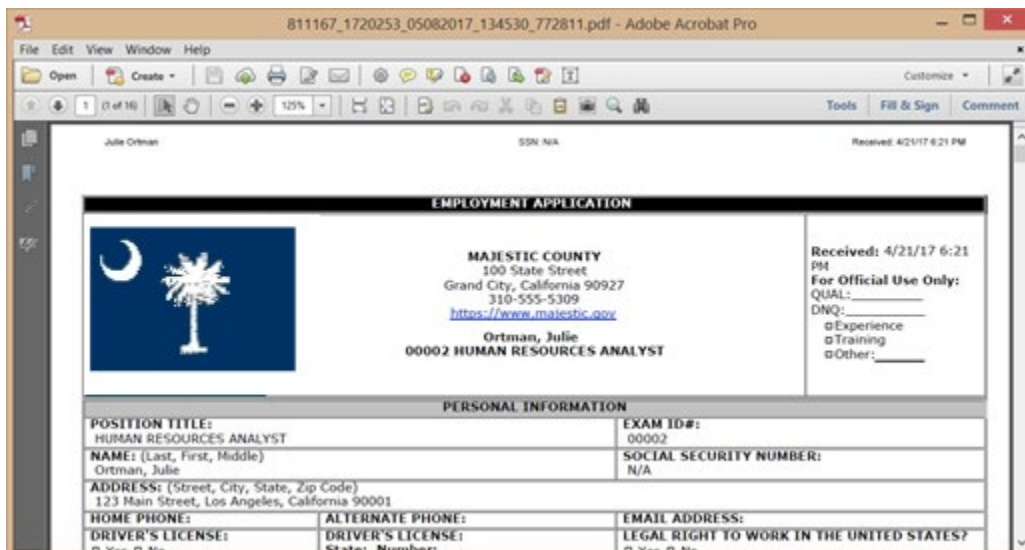 811167_1720253_05082017_134530_772811.pdf - Adobe Acrobat Pro
File Edit View Window Help
Open Create Customize
1 (1 of 16) 125% Tools Fill & Sign Comment
Julie Ortman SSN: N/A Received: 4/21/17 6:21 PM
EMPLOYMENT APPLICATION
MAJESTIC COUNTY
100 State Street
Grand City, California 90927
310-555-5309
https://www.majestic.gov
Ortman, Julie
00002 HUMAN RESOURCES ANALYST
Received: 4/21/17 6:21
PM
For Official Use Only:
QUAL:
DNQ:
Experience
Training
Other:
PERSONAL INFORMATION
POSITION TITLE: EXAM ID#:
HUMAN RESOURCES ANALYST 00002
NAME: (Last, First, Middle) SOCIAL SECURITY NUMBER:
Ortman, Julie N/A
ADDRESS: (Street, City, State, Zip Code)
123 Main Street, Los Angeles, California 90001
HOME PHONE: ALTERNATE PHONE: EMAIL ADDRESS:
DRIVER'S LICENSE: DRIVER'S LICENSE: LEGAL RIGHT TO WORK IN THE UNITED STATES?
Yes No State: Number: Yes No